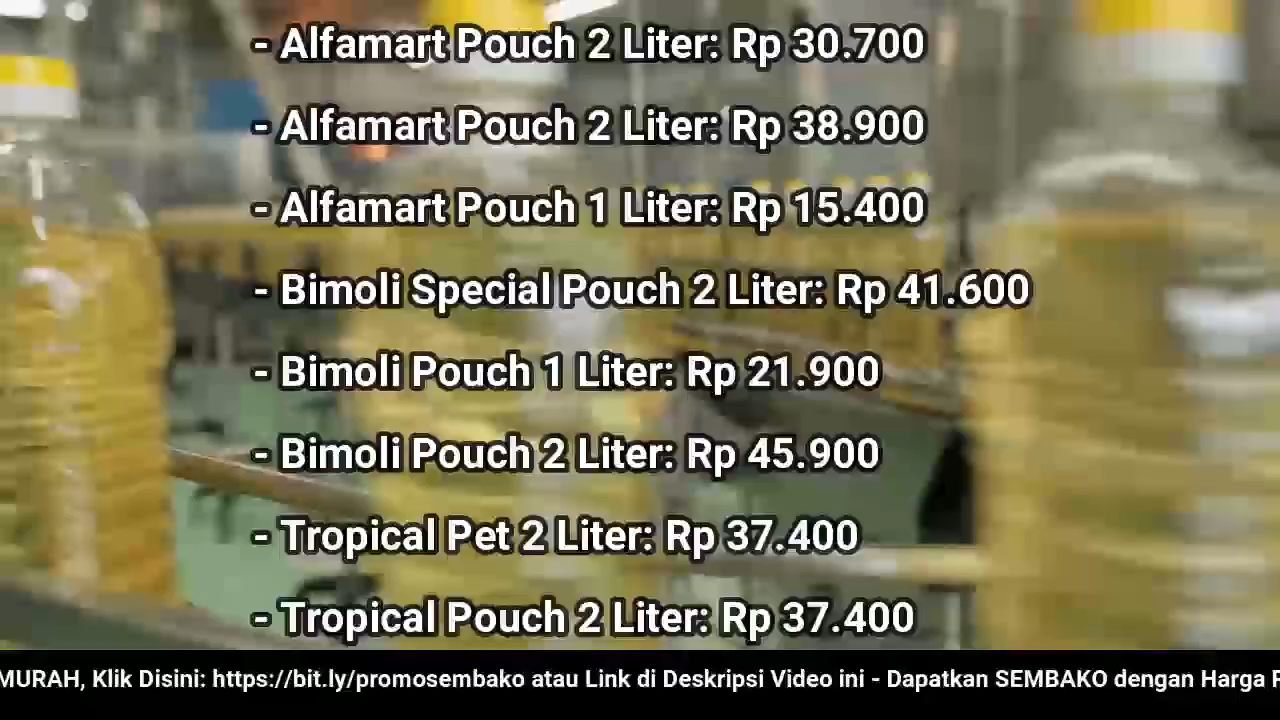 - Alfamart Pouch 2 Liter: Rp 30.700
- Alfamart Pouch 2 Liter: Rp 38.900
- Alfamart Pouch 1 Liter: Rp 15.400
- Bimoli Special Pouch 2 Liter: Rp 41.600
- Bimoli Pouch 1 Liter: Rp 21.900
- Bimoli Pouch 2 Liter: Rp 45.900
- Tropical Pet 2 Liter: Rp 37.400
- Tropical Pouch 2 Liter: Rp 37.400
MURAH, Klik Disini: https://bit.ly/promosembako atau Link di Deskripsi Video ini - Dapatkan SEMBAKO dengan Harga